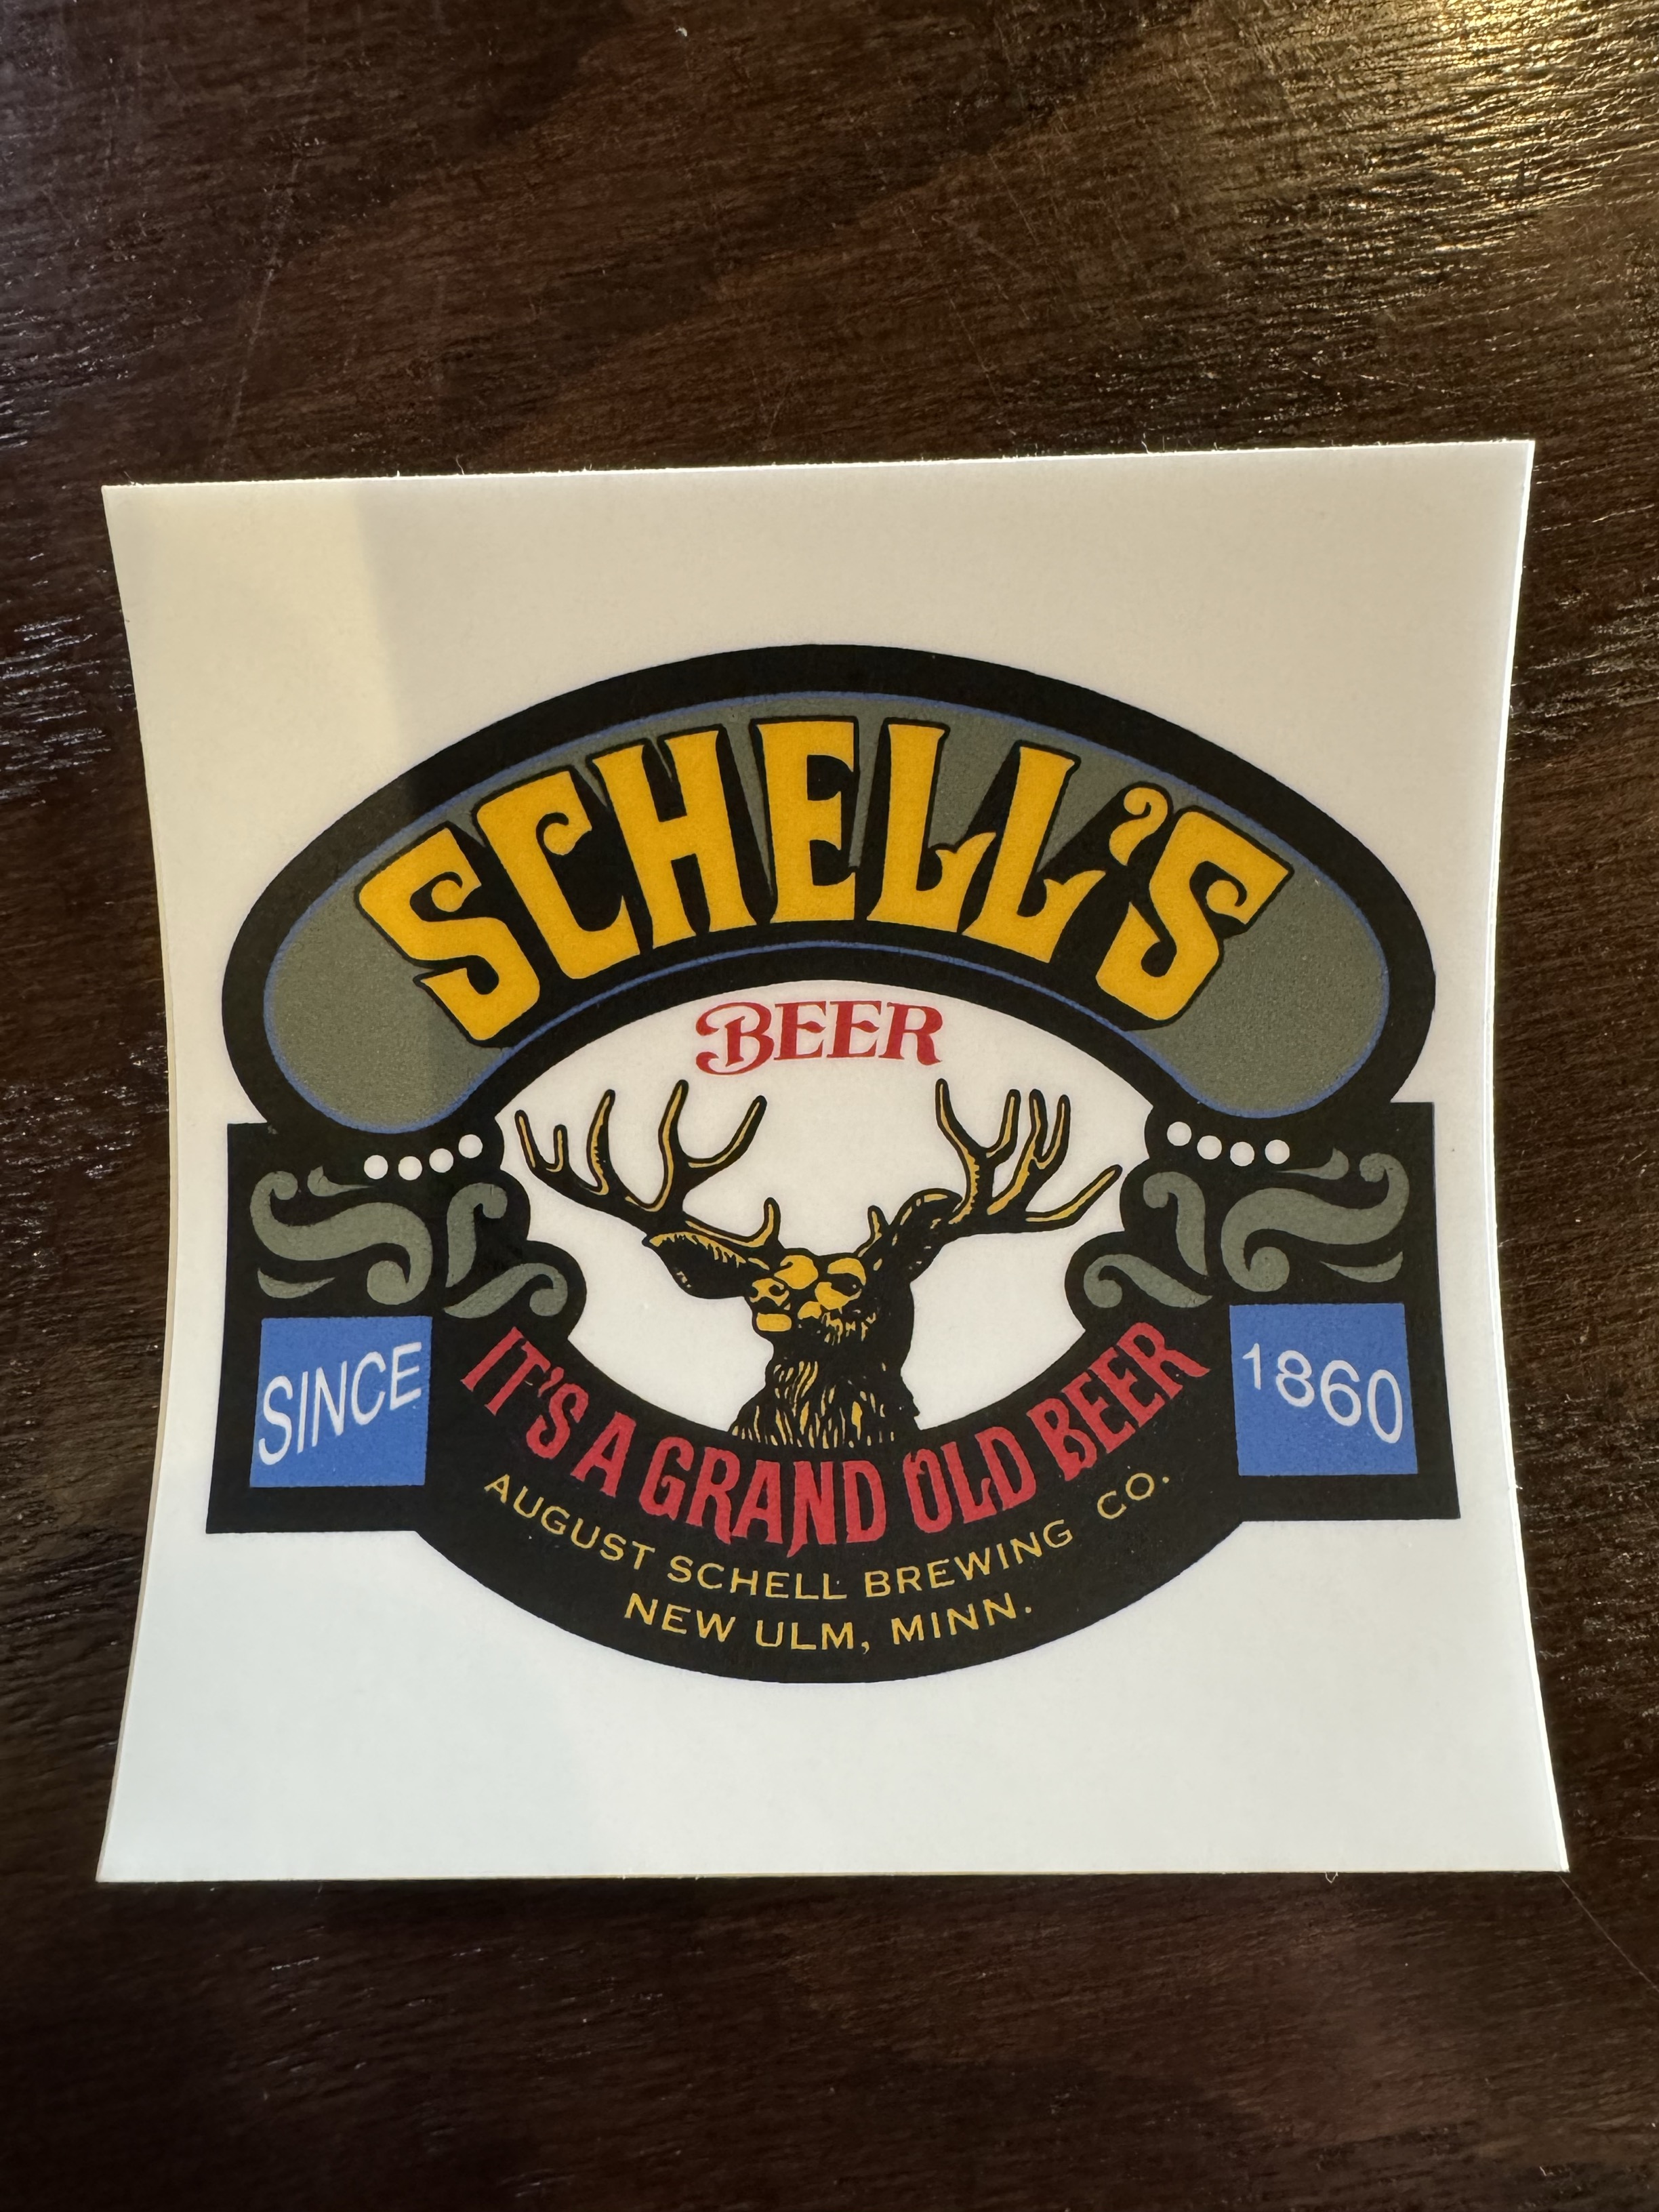 SCHELL'S
BEER
SINCE
1860
IT'S A GRAND OLD BEER
AUGUST SCHELL BREWING CO.
NEW ULM, MINN.